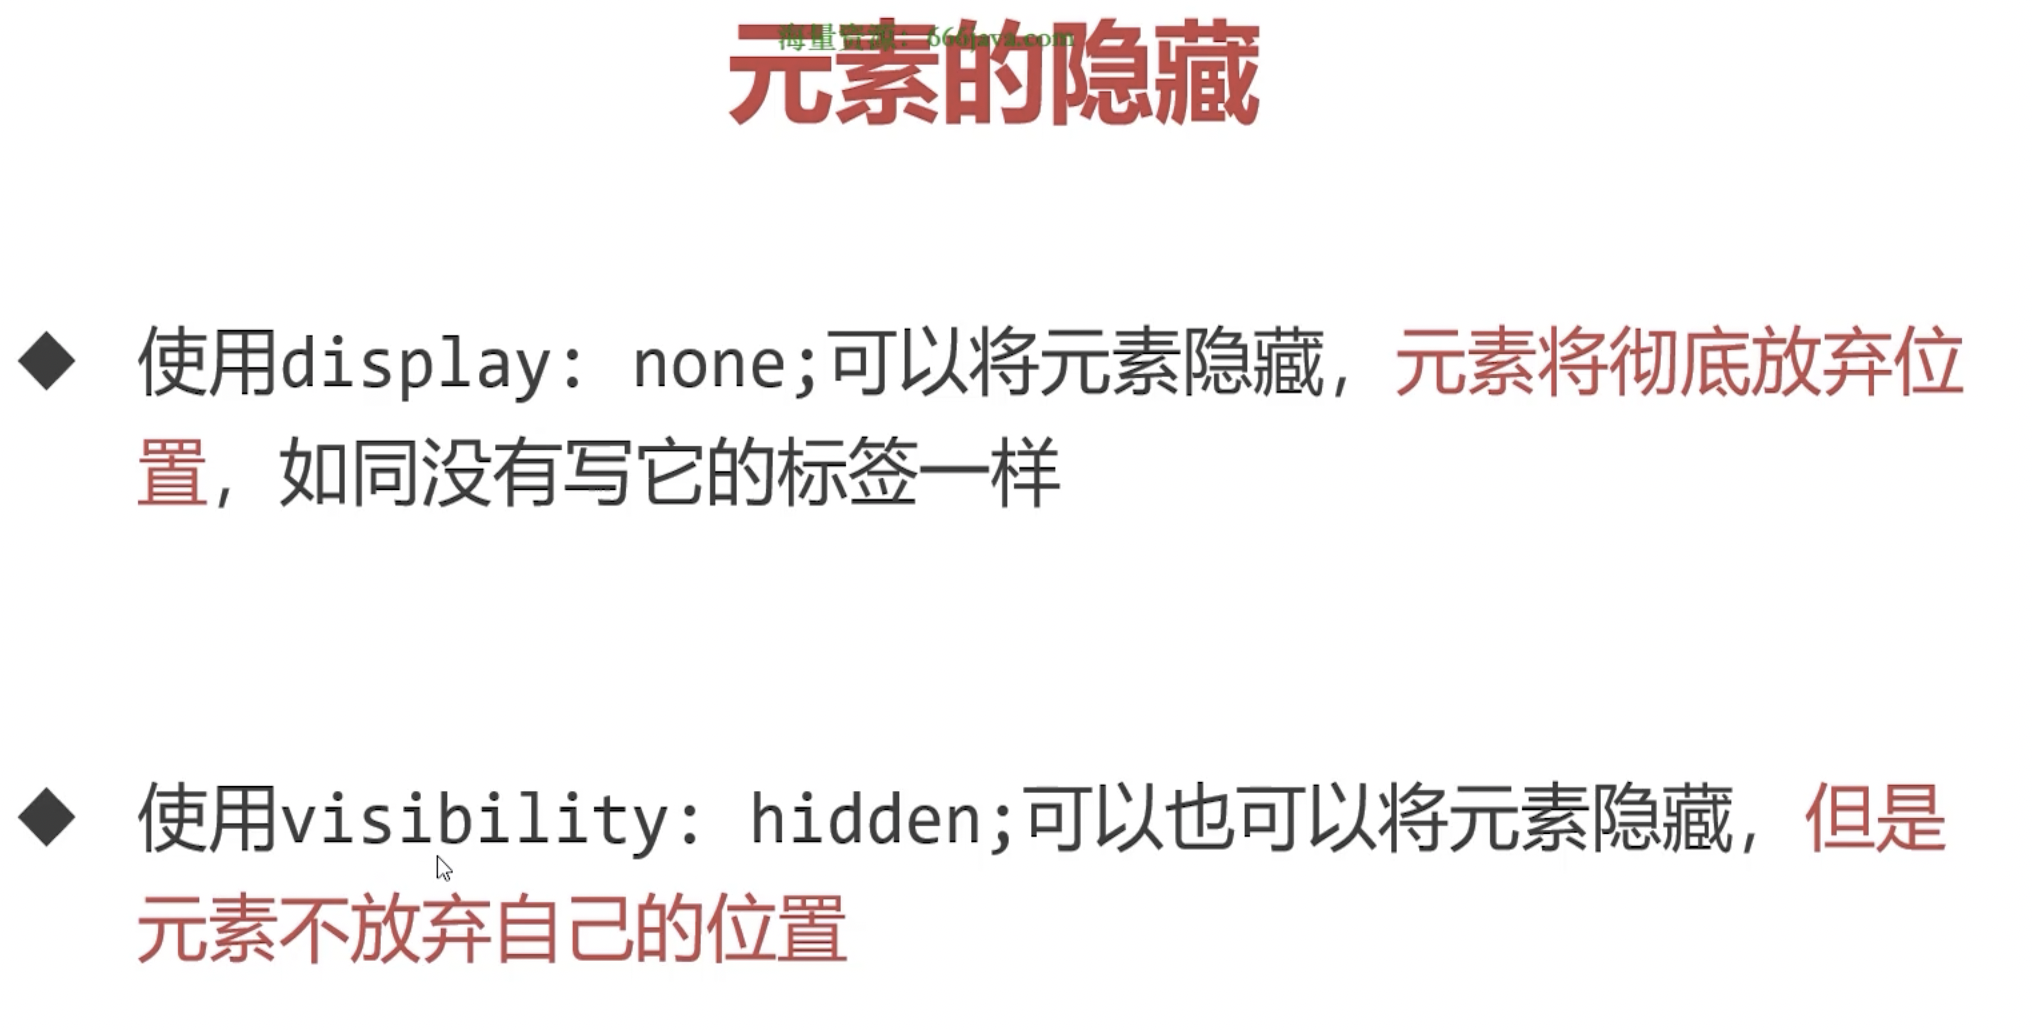 元素的隐藏
海量資源：666java.com
◆ 使用display: none;可以将元素隐藏，元素将彻底放弃位
置，如同没有写它的标签一样
◆ 使用visibility: hidden;可以也可以将元素隐藏，但是
元素不放弃自己的位置